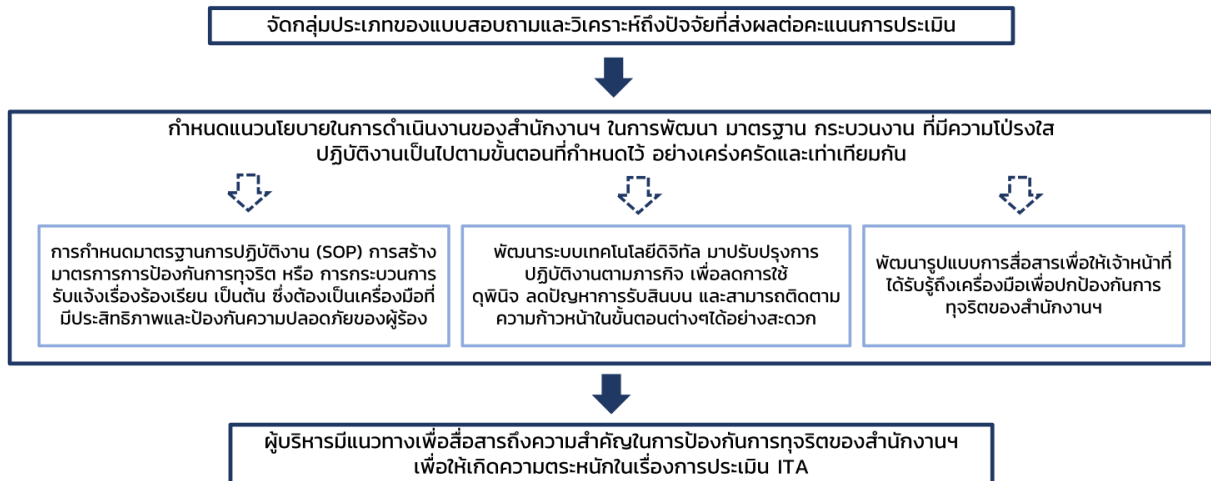 จัดกลุ่มประเภทของแบบสอบถามและวิเคราะห์ถึงปัจจัยที่ส่งผลต่อคะแนนการประเมิน
กำหนดแนวนโยบายในการดำเนินงานของสำนักงานฯ ในการพัฒนา มาตรฐาน กระบวนงาน ที่มีความโปร่งใส
ปฏิบัติงานเป็นไปตามขั้นตอนที่กำหนดไว้ อย่างเคร่งครัดและเท่าเทียมกัน
การกำหนดมาตรฐานการปฏิบัติงาน (SOP) การสร้าง
มาตรการการป้องกันการทุจริต หรือ การกระบวนการ
รับแจ้งเรื่องร้องเรียน เป็นต้น ซึ่งต้องเป็นเครื่องมือที่
มีประสิทธิภาพและป้องกันความปลอดภัยของผู้ร้อง
พัฒนาระบบเทคโนโลยีดิจิทัล มาปรับปรุงการ
ปฏิบัติงานตามภารกิจ เพื่อลดการใช้
ดุพินิจ ลดปัญหาการรับสินบน และสามารถติดตาม
ความก้าวหน้าในขั้นตอนต่างๆได้อย่างสะดวก
พัฒนารูปแบบการสื่อสารเพื่อให้เจ้าหน้าที่
ได้รับรู้ถึงเครื่องมือเพื่อปกป้องกันการ
ทุจริตของสำนักงานฯ
ผู้บริหารมีแนวทางเพื่อสื่อสารถึงความสำคัญในการป้องกันการทุจริตของสำนักงานฯ
เพื่อให้เกิดความตระหนักในเรื่องการประเมิน ITA